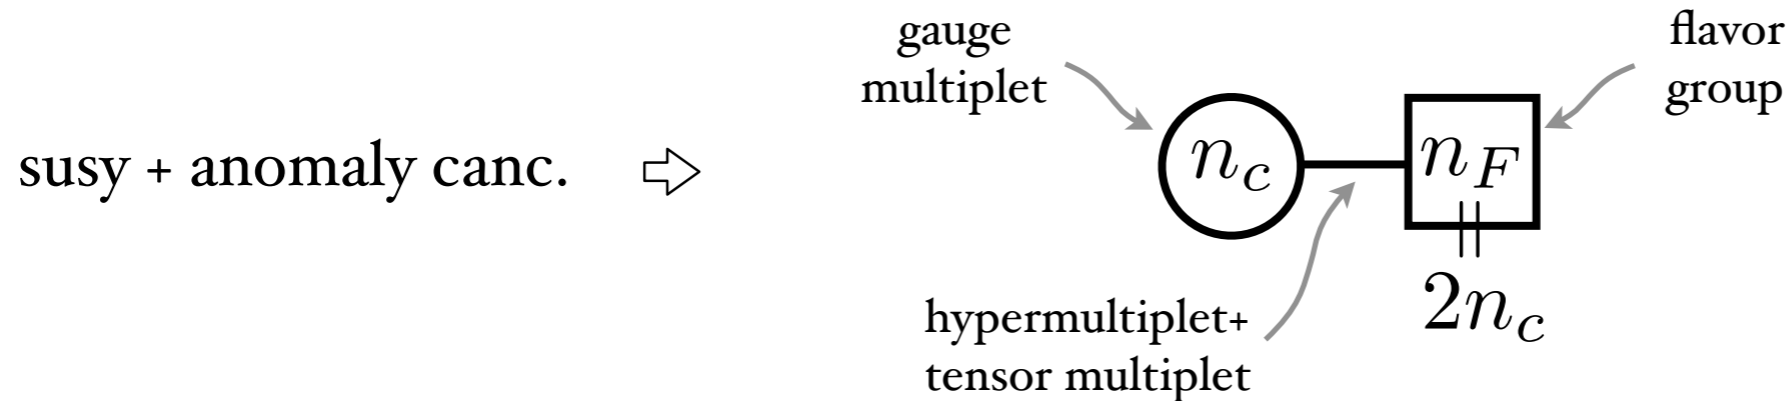 susy + anomaly canc. ⇨
gauge
multiplet
flavor
group
n_c
n_F
2n_c
hypermultiplet+
tensor multiplet